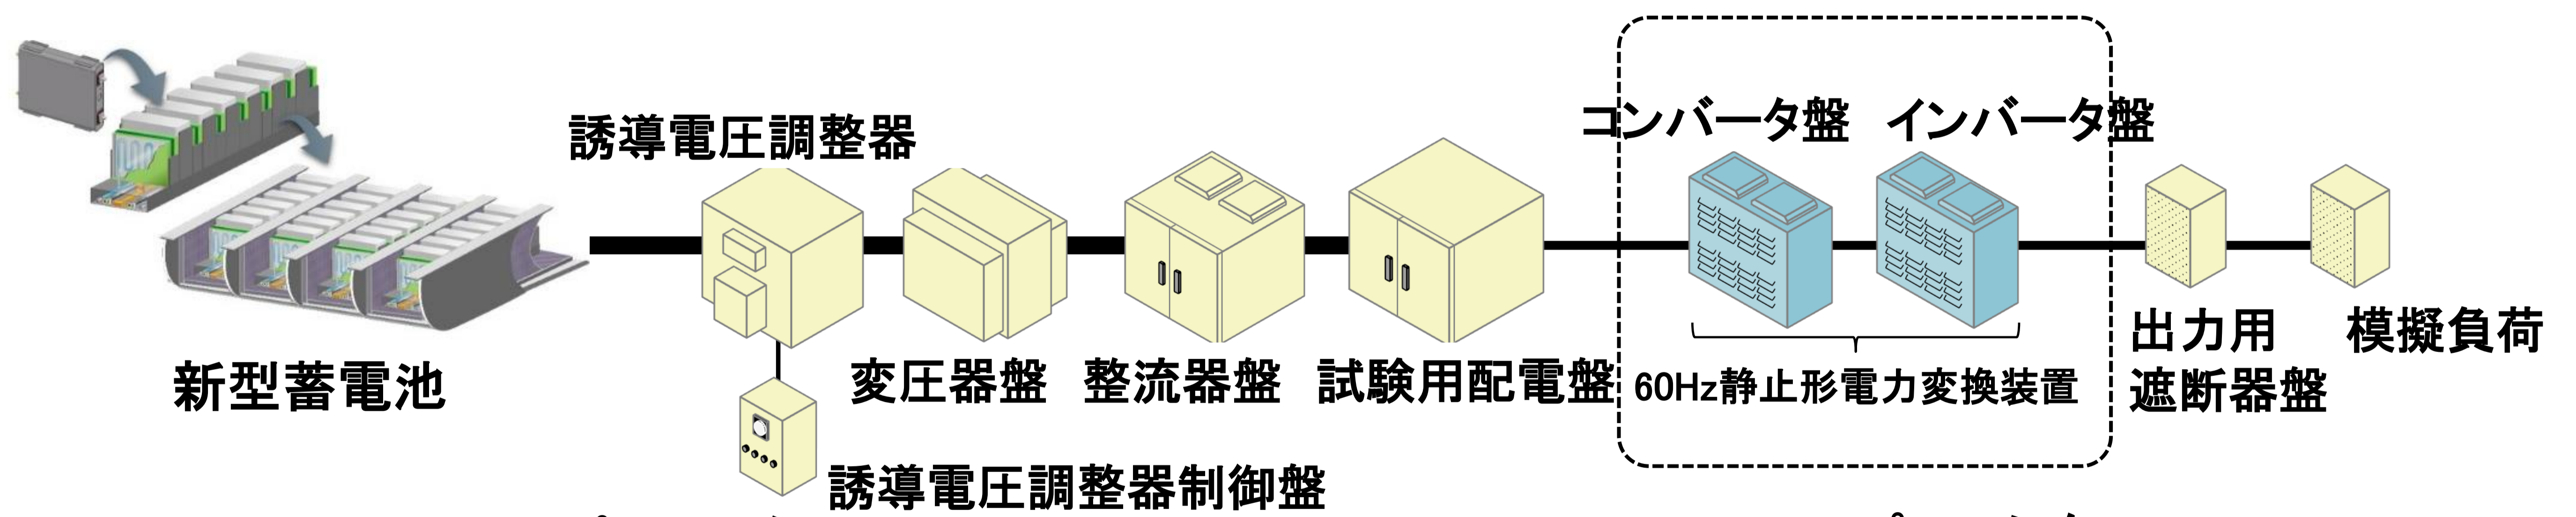 誘導電圧調整器
コンバータ盤
インバータ盤
新型蓄電池
変圧器盤
整流器盤
試験用配電盤
60Hz静止形電力変換装置
出力用
遮断器盤
模擬負荷
誘導電圧調整器制御盤